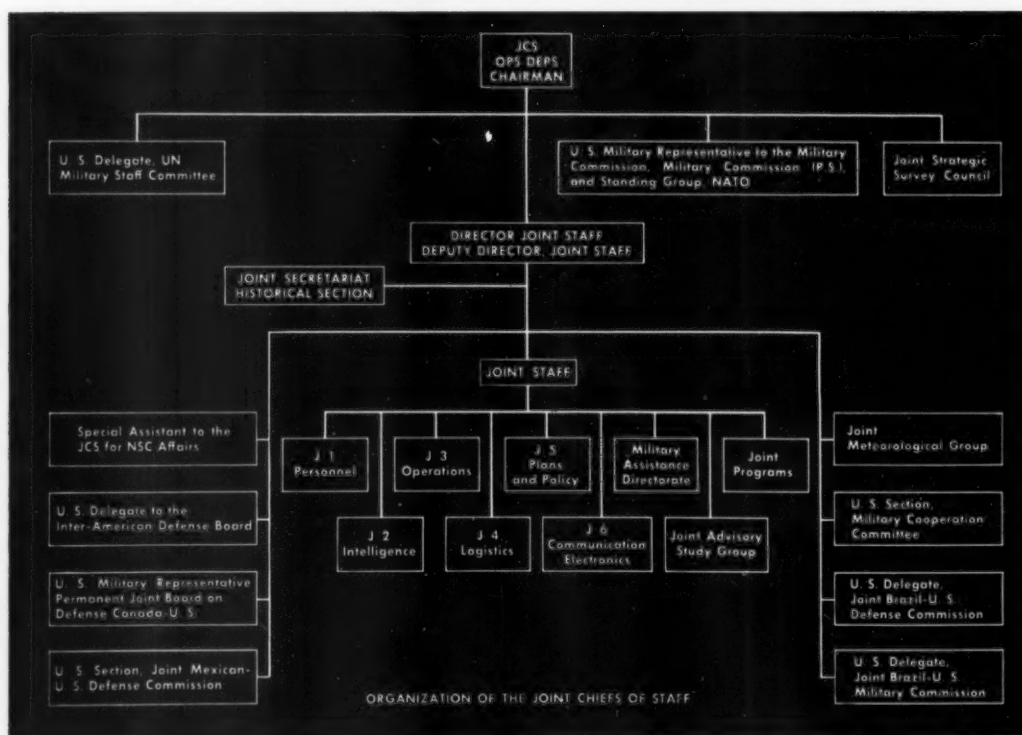 JCS
OPS DEPS
CHAIRMAN
U. S. Delegate, UN
Military Staff Committee
U. S. Military Representative to the Military
Commission, Military Commission (P.S.),
and Standing Group, NATO
Joint Strategic
Survey Council
DIRECTOR JOINT STAFF
DEPUTY DIRECTOR, JOINT STAFF
JOINT SECRETARIAT
HISTORICAL SECTION
JOINT STAFF
Special Assistant to the
JCS for NSC Affairs
J 1
Personnel
J 3
Operations
J 5
Plans
and Policy
Military
Assistance
Directorate
Joint
Programs
Joint
Meteorological Group
U. S. Delegate to the
Inter-American Defense Board
J 2
Intelligence
J 4
Logistics
J 6
Communication
Electronics
Joint Advisory
Study Group
U. S. Section,
Military Cooperation
Committee
U. S. Military Representative
Permanent Joint Board on
Defense Canada-U. S.
U. S. Delegate,
Joint Brazil-U. S.
Defense Commission
U. S. Section, Joint Mexican-
U. S. Defense Commission
U. S. Delegate,
Joint Brazil-U. S.
Military Commission
ORGANIZATION OF THE JOINT CHIEFS OF STAFF